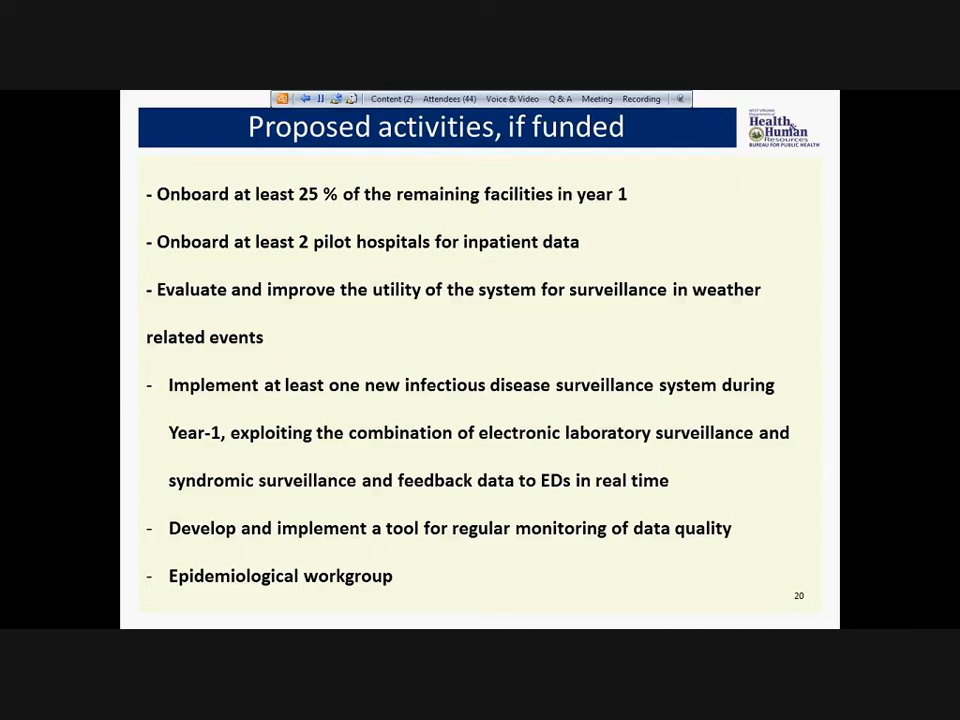 Content (2) Attendees (44) Voice & Video Q & A Meeting Recording
Proposed activities, if funded
WEST VIRGINIA
Department of
Health &
Human
Resources
BUREAU FOR PUBLIC HEALTH
- Onboard at least 25 % of the remaining facilities in year 1
- Onboard at least 2 pilot hospitals for inpatient data
- Evaluate and improve the utility of the system for surveillance in weather
related events
- Implement at least one new infectious disease surveillance system during
Year-1, exploiting the combination of electronic laboratory surveillance and
syndromic surveillance and feedback data to EDs in real time
- Develop and implement a tool for regular monitoring of data quality
- Epidemiological workgroup
20